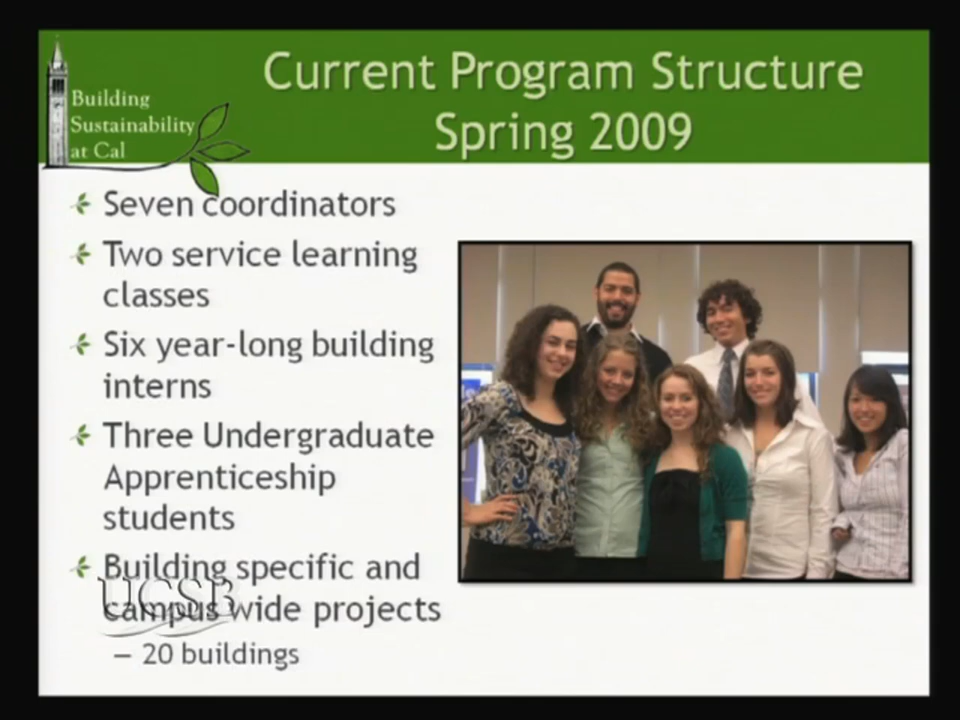 Current Program Structure
Spring 2009
Building
Sustainability
at Cal
Seven coordinators
Two service learning
classes
Six year-long building
interns
Three Undergraduate
Apprenticeship
students
Building specific and
campus wide projects
UCSB
– 20 buildings